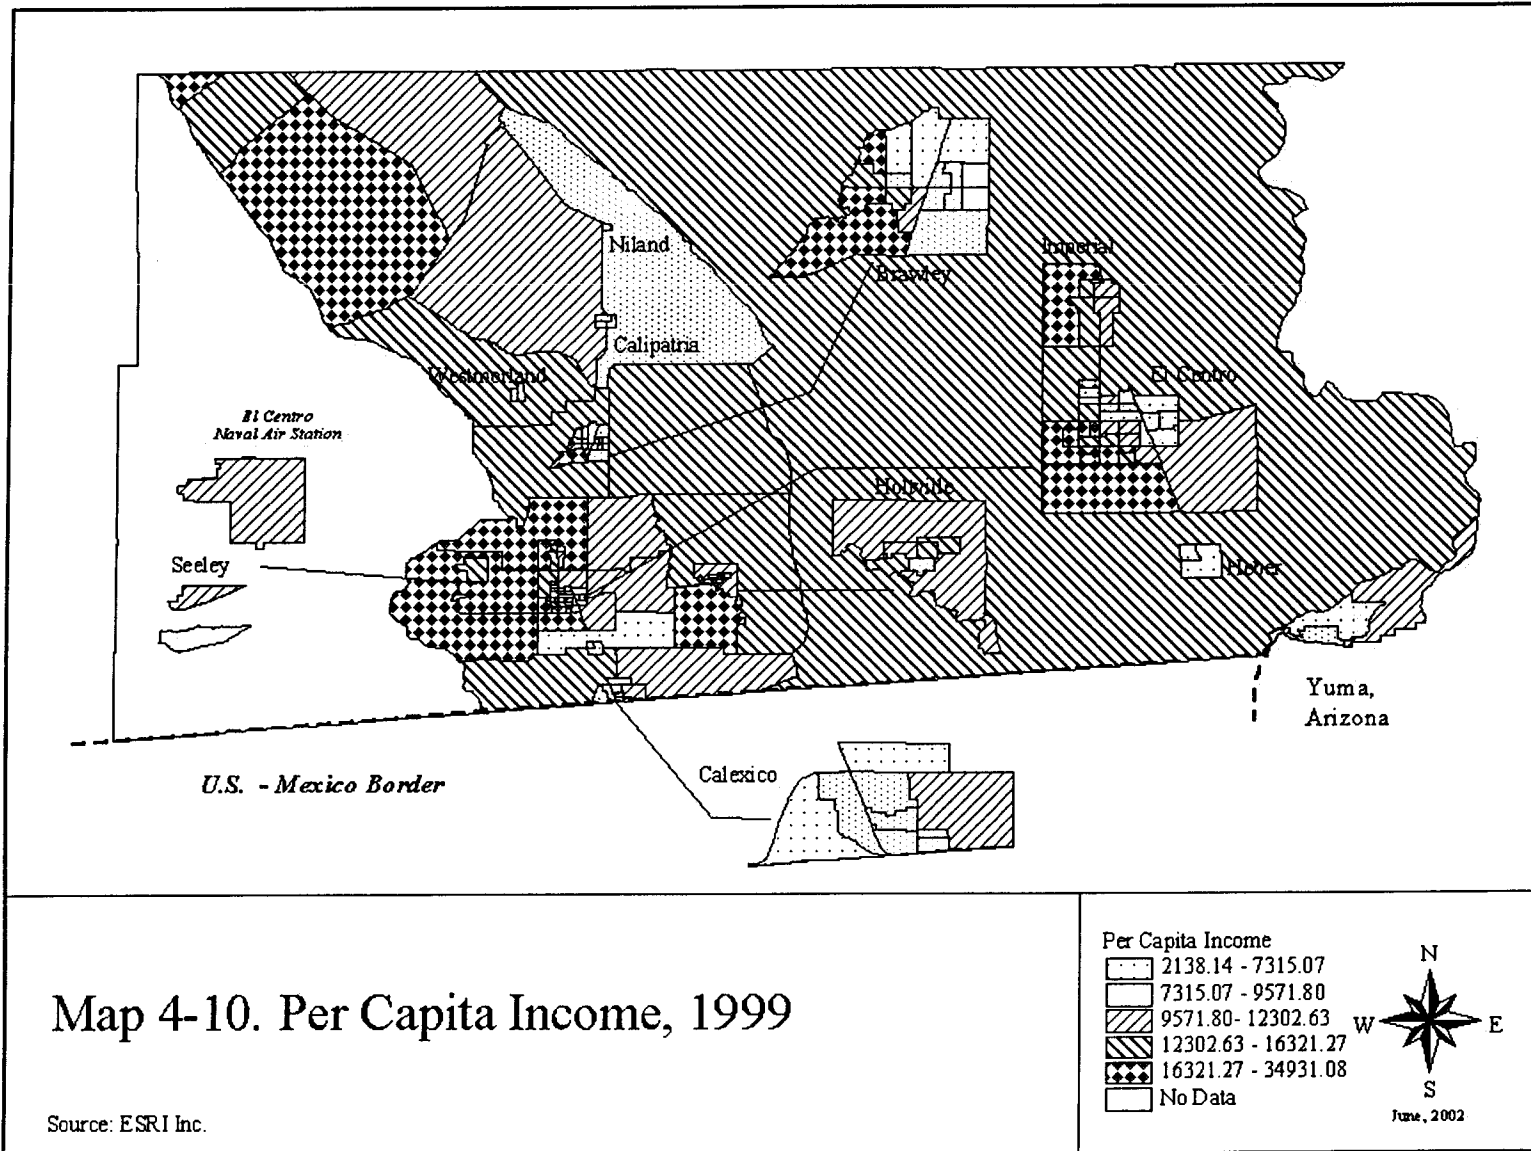 Niland
Imperial
Brawley
Calipatria
Westmorland
El Centro
El Centro
Naval Air Station
Holtville
Seeley
Heber
Yuma,
Arizona
U.S. - Mexico Border
Calexico
Map 4-10. Per Capita Income, 1999
Source: ESRI Inc.
Per Capita Income
2138.14 - 7315.07
7315.07 - 9571.80
9571.80- 12302.63
12302.63 - 16321.27
16321.27 - 34931.08
No Data
N
W
E
S
June, 2002